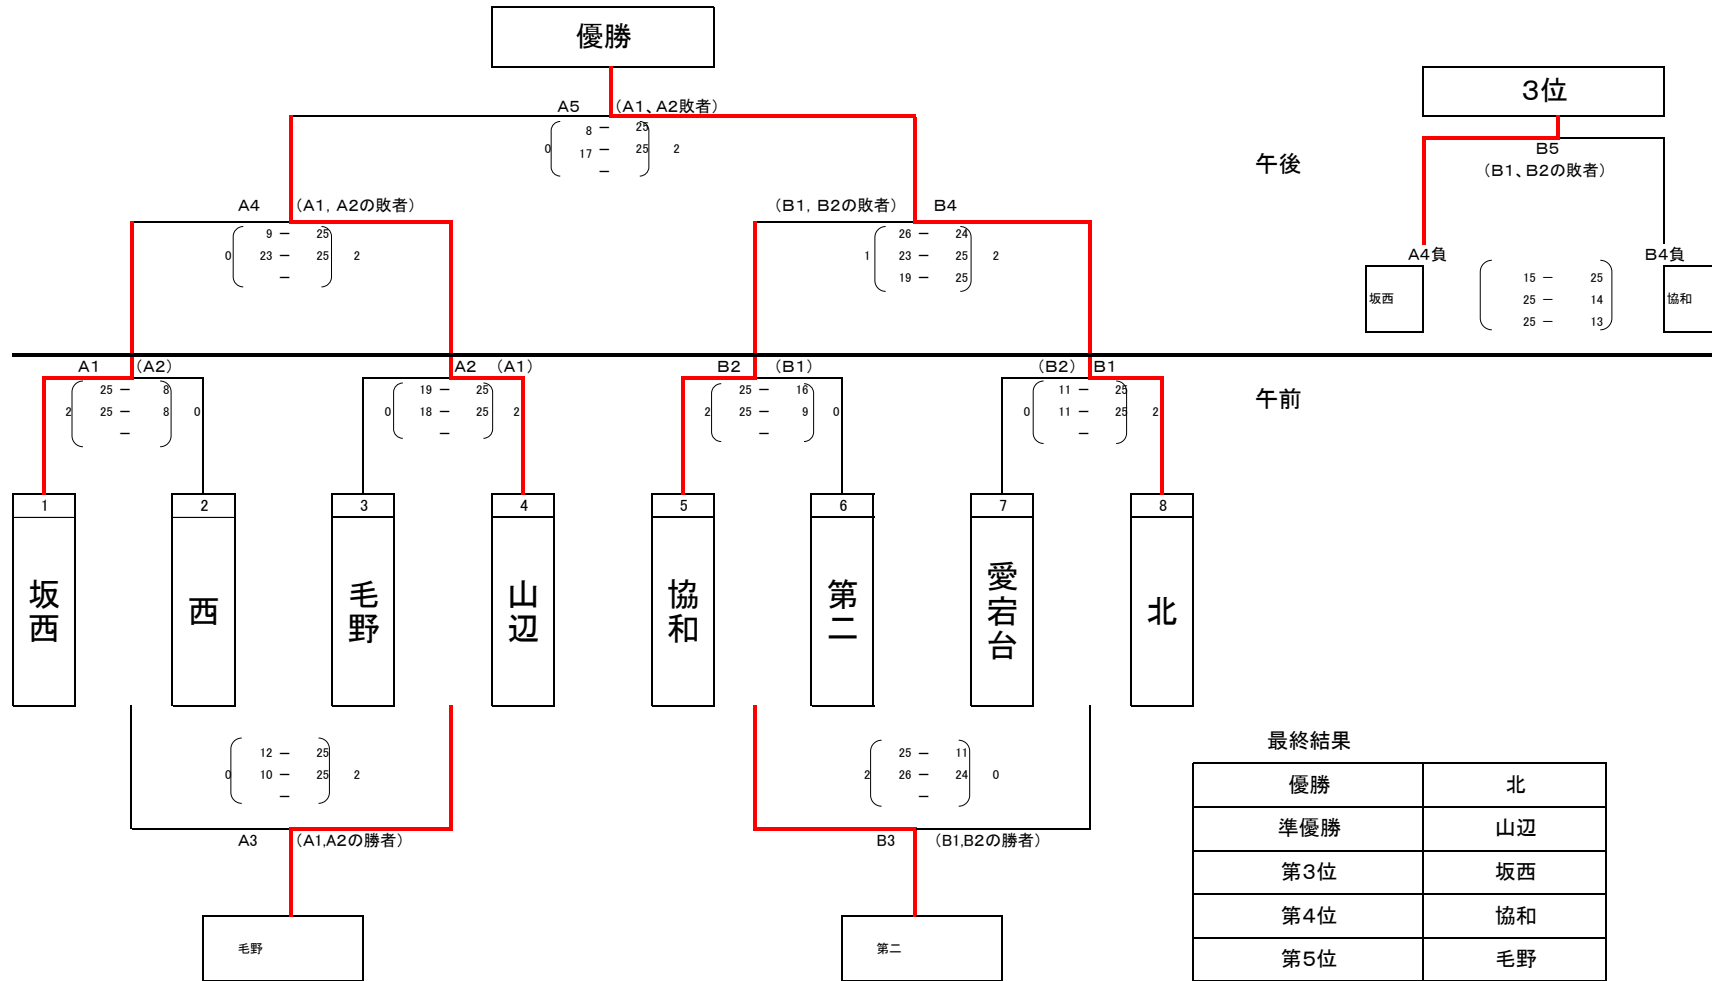 優勝
3位
A5 (A1、A2敗者)
8 － 25
0 17 － 25 2
－
B5
(B1、B2の敗者)
午後
A4 (A1, A2の敗者)
9 － 25
0 23 － 25 2
－
(B1, B2の敗者) B4
26 － 24
1 23 － 25 2
19 － 25
A4負 B4負
坂西 協和
15 － 25
25 － 14
25 － 13
A1 (A2)
25 － 8
2 25 － 8 0
－
A2 (A1)
19 － 25
0 18 － 25 2
－
B2 (B1)
25 － 16
2 25 － 9 0
－
(B2) B1
11 － 25
0 11 － 25 2
－
午前
1 2 3 4 5 6 7 8
坂西
西
毛野
山辺
協和
第二
愛宕台
北
12 － 25
0 10 － 25 2
－
A3 (A1,A2の勝者)
25 － 11
2 26 － 24 0
－
B3 (B1,B2の勝者)
毛野
第二
最終結果
優勝 北
準優勝 山辺
第3位 坂西
第4位 協和
第5位 毛野